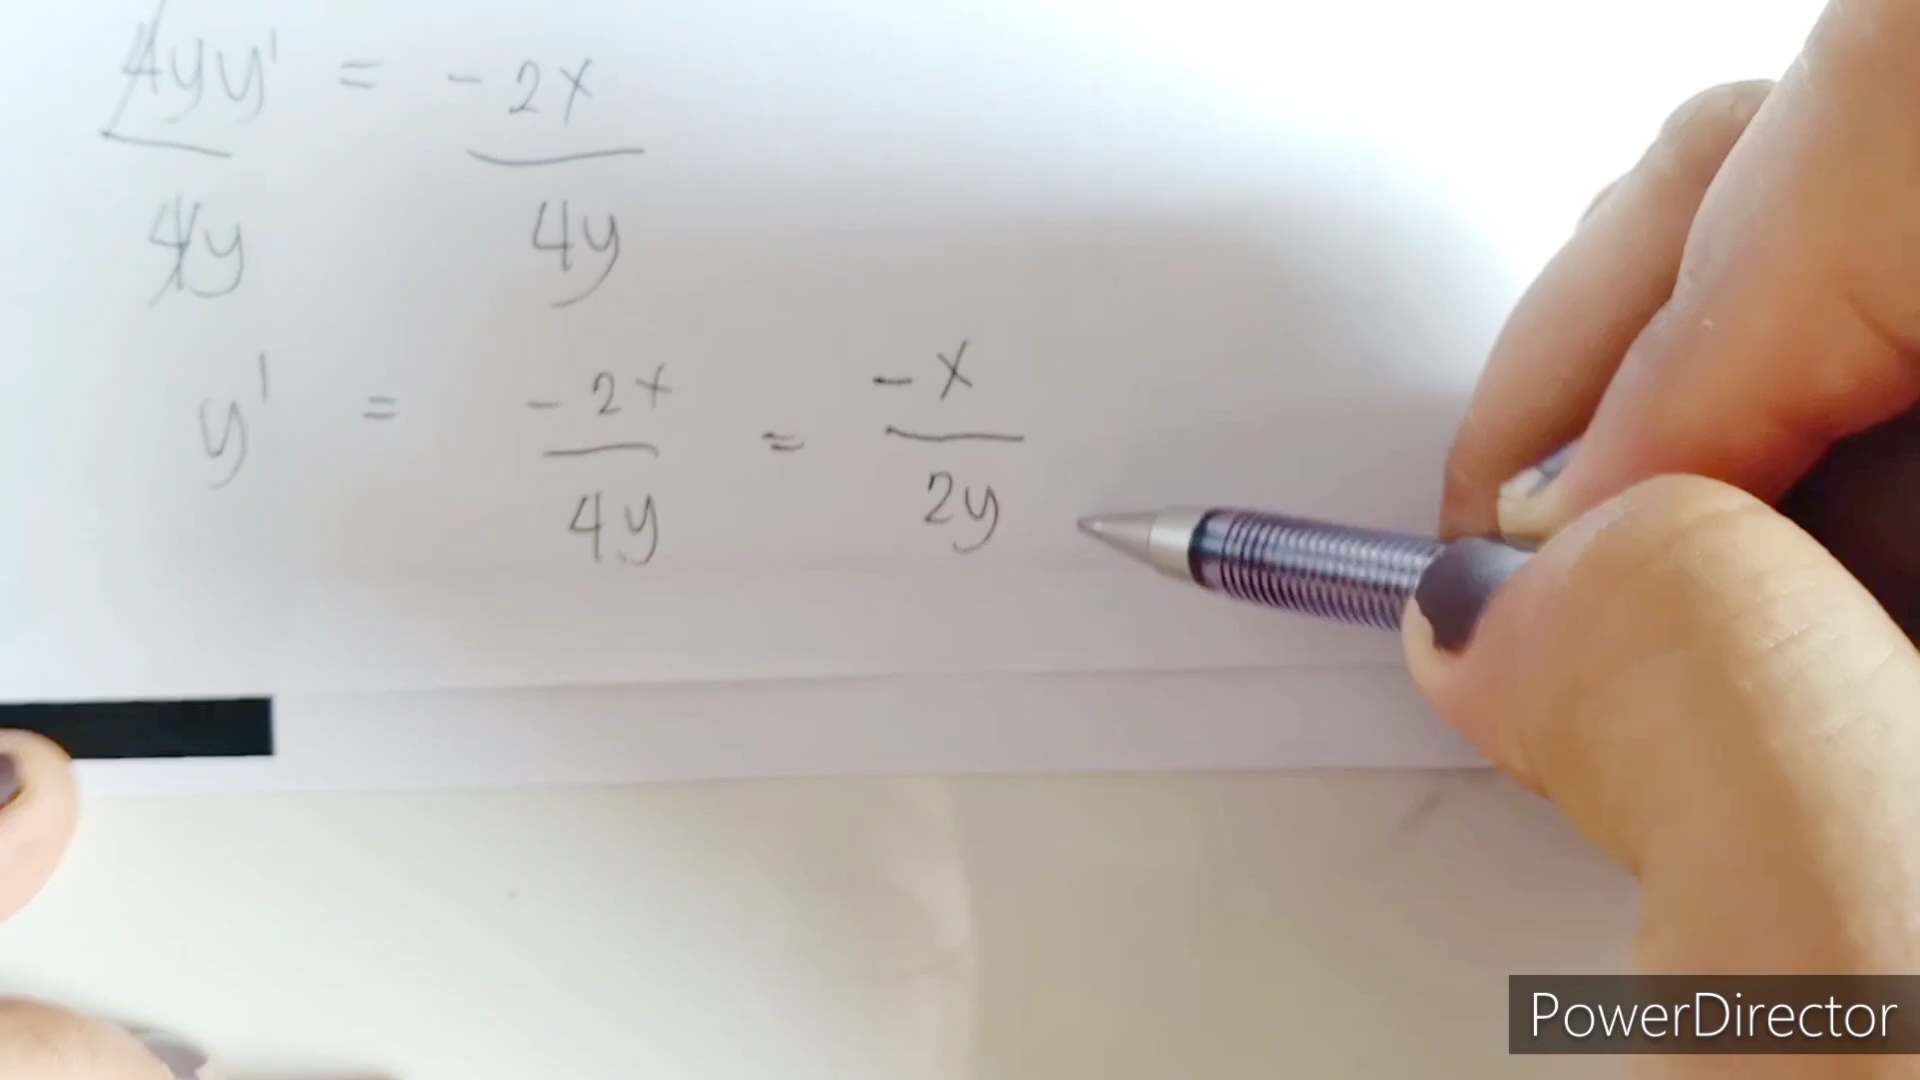 4yy' = -2x
4y 4y
y' = -2x/4y = -x/2y
PowerDirector